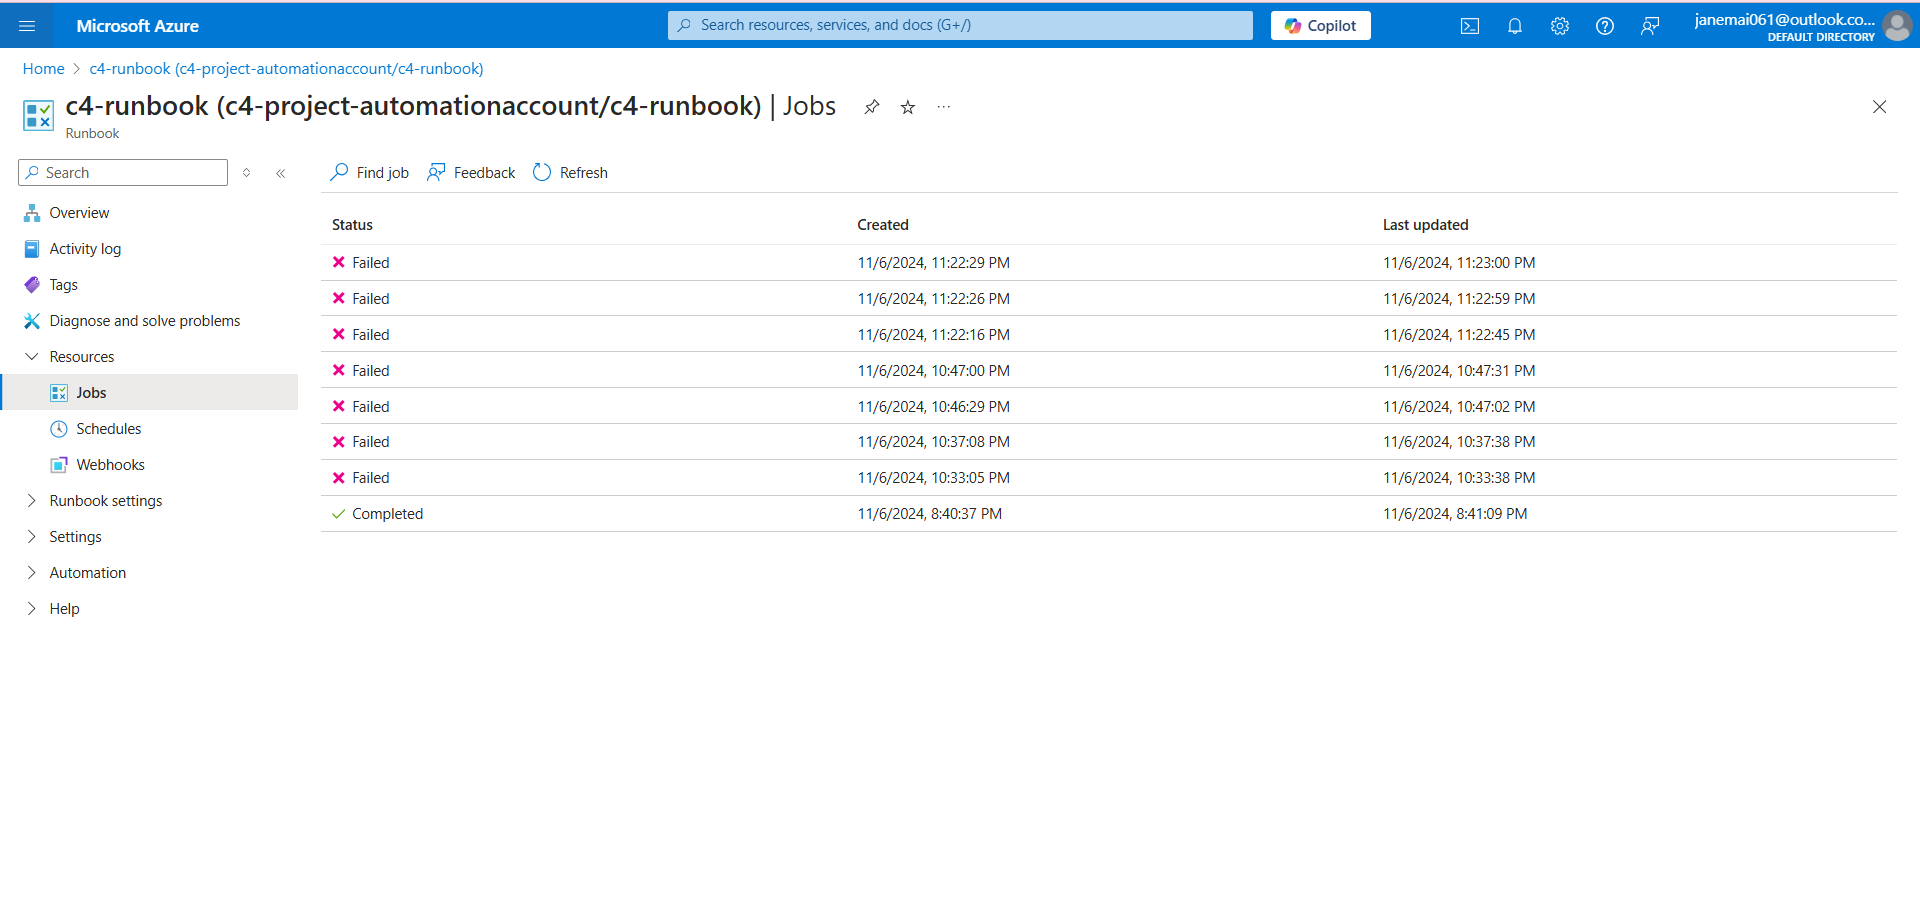 Microsoft Azure
Search resources, services, and docs (G+/)
Copilot
janemai061@outlook.co...
DEFAULT DIRECTORY
Home > c4-runbook (c4-project-automationaccount/c4-runbook)
c4-runbook (c4-project-automationaccount/c4-runbook) | Jobs
Runbook
Search
Find job
Feedback
Refresh
Overview
Activity log
Tags
Diagnose and solve problems
Resources
Jobs
Schedules
Webhooks
Runbook settings
Settings
Automation
Help
Status Created Last updated
Failed 11/6/2024, 11:22:29 PM 11/6/2024, 11:23:00 PM
Failed 11/6/2024, 11:22:26 PM 11/6/2024, 11:22:59 PM
Failed 11/6/2024, 11:22:16 PM 11/6/2024, 11:22:45 PM
Failed 11/6/2024, 10:47:00 PM 11/6/2024, 10:47:31 PM
Failed 11/6/2024, 10:46:29 PM 11/6/2024, 10:47:02 PM
Failed 11/6/2024, 10:37:08 PM 11/6/2024, 10:37:38 PM
Failed 11/6/2024, 10:33:05 PM 11/6/2024, 10:33:38 PM
Completed 11/6/2024, 8:40:37 PM 11/6/2024, 8:41:09 PM